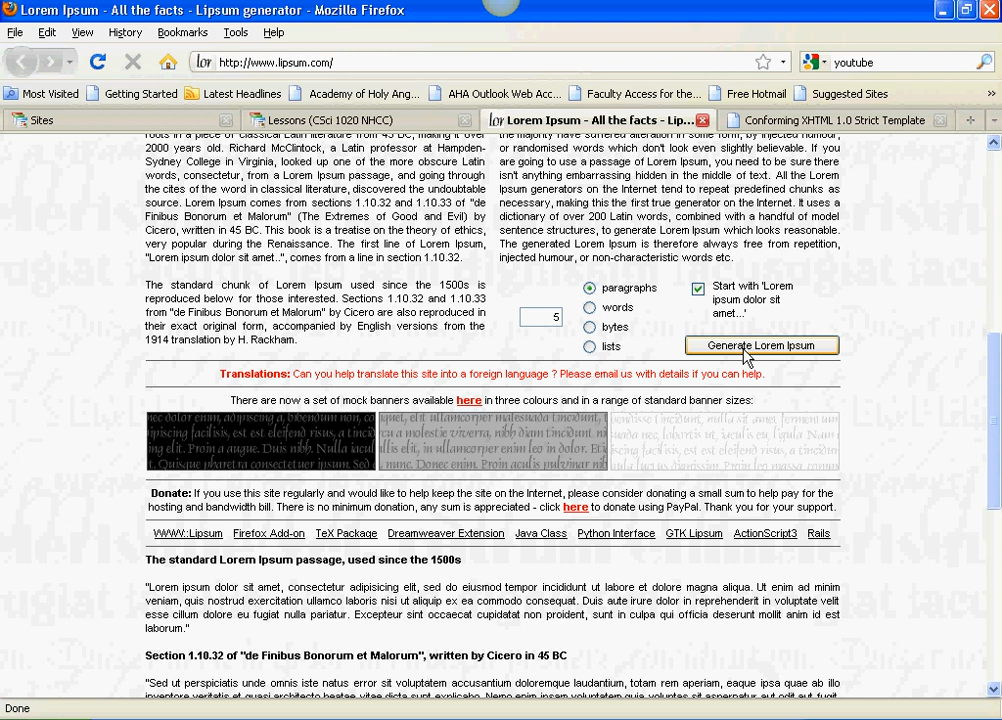 Lorem Ipsum - All the facts - Lipsum generator - Mozilla Firefox
File Edit View History Bookmarks Tools Help
lor http://www.lipsum.com/ youtube
Most Visited Getting Started Latest Headlines Academy of Holy Ang... AHA Outlook Web Acc... Faculty Access for the... Free Hotmail Suggested Sites »
Sites Lessons (CSci 1020 NHCC) lor Lorem Ipsum - All the facts - Lip... Conforming XHTML 1.0 Strict Template
roots in a piece of classical Latin literature from 45 BC, making it over
2000 years old. Richard McClintock, a Latin professor at Hampden-
Sydney College in Virginia, looked up one of the more obscure Latin
words, consectetur, from a Lorem Ipsum passage, and going through
the cites of the word in classical literature, discovered the undoubtable
source. Lorem Ipsum comes from sections 1.10.32 and 1.10.33 of "de
Finibus Bonorum et Malorum" (The Extremes of Good and Evil) by
Cicero, written in 45 BC. This book is a treatise on the theory of ethics,
very popular during the Renaissance. The first line of Lorem Ipsum,
"Lorem ipsum dolor sit amet..", comes from a line in section 1.10.32.
The standard chunk of Lorem Ipsum used since the 1500s is
reproduced below for those interested. Sections 1.10.32 and 1.10.33
from "de Finibus Bonorum et Malorum" by Cicero are also reproduced in
their exact original form, accompanied by English versions from the
1914 translation by H. Rackham.
the majority have suffered alteration in some form, by injected humour,
or randomised words which don't look even slightly believable. If you
are going to use a passage of Lorem Ipsum, you need to be sure there
isn't anything embarrassing hidden in the middle of text. All the Lorem
Ipsum generators on the Internet tend to repeat predefined chunks as
necessary, making this the first true generator on the Internet. It uses a
dictionary of over 200 Latin words, combined with a handful of model
sentence structures, to generate Lorem Ipsum which looks reasonable.
The generated Lorem Ipsum is therefore always free from repetition,
injected humour, or non-characteristic words etc.
5
paragraphs
words
bytes
lists
Start with 'Lorem
ipsum dolor sit
amet...'
Generate Lorem Ipsum
Translations: Can you help translate this site into a foreign language ? Please email us with details if you can help.
There are now a set of mock banners available here in three colours and in a range of standard banner sizes:
Donate: If you use this site regularly and would like to help keep the site on the Internet, please consider donating a small sum to help pay for the
hosting and bandwidth bill. There is no minimum donation, any sum is appreciated - click here to donate using PayPal. Thank you for your support.
WWW::Lipsum Firefox Add-on TeX Package Dreamweaver Extension Java Class Python Interface GTK Lipsum ActionScript3 Rails
The standard Lorem Ipsum passage, used since the 1500s
"Lorem ipsum dolor sit amet, consectetur adipisicing elit, sed do eiusmod tempor incididunt ut labore et dolore magna aliqua. Ut enim ad minim
veniam, quis nostrud exercitation ullamco laboris nisi ut aliquip ex ea commodo consequat. Duis aute irure dolor in reprehenderit in voluptate velit
esse cillum dolore eu fugiat nulla pariatur. Excepteur sint occaecat cupidatat non proident, sunt in culpa qui officia deserunt mollit anim id est
laborum."
Section 1.10.32 of "de Finibus Bonorum et Malorum", written by Cicero in 45 BC
"Sed ut perspiciatis unde omnis iste natus error sit voluptatem accusantium doloremque laudantium, totam rem aperiam, eaque ipsa quae ab illo
inventore veritatis et quasi architecto beatae vitae dicta sunt explicabo. Nemo enim ipsam voluptatem quia voluptas sit aspernatur aut odit aut fugit,
Done